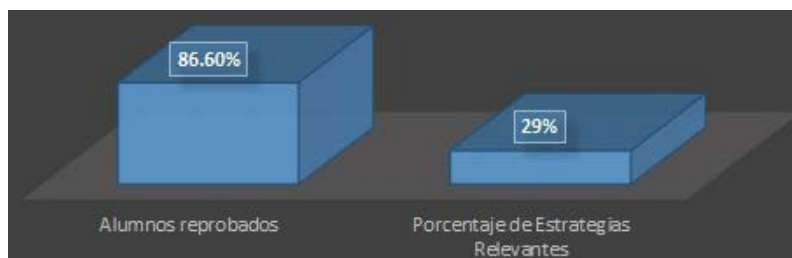 86.60%
29%
Alumnos reprobados
Porcentaje de Estrategias
Relevantes